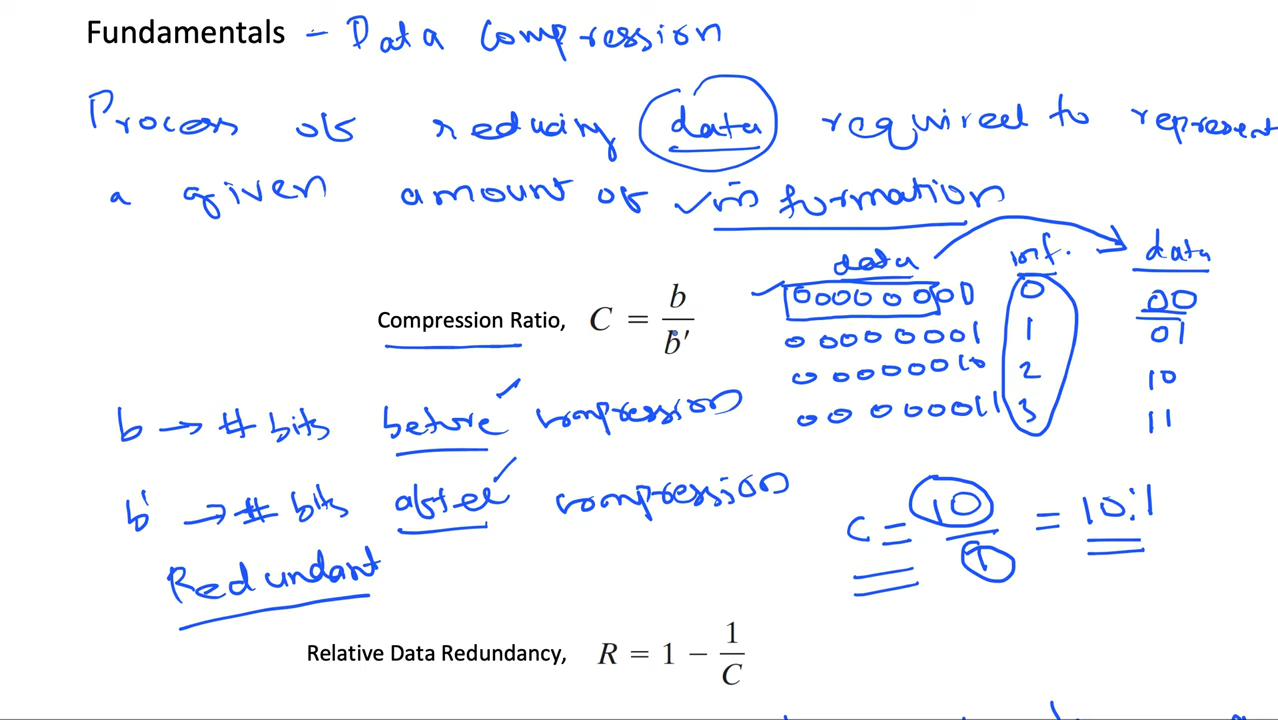 Fundamentals - Data Compression
Process of reducing data required to represent
a given amount of ✓information
data inf. data
00000000 0 00
Compression Ratio, C = b/b'
00000001 1 01
00000010 2 10
b → # bits before compression
00000011 3 11
b' → # bits after compression
C = 10/1 = 10:1
Redundant
Relative Data Redundancy, R = 1 - 1/C